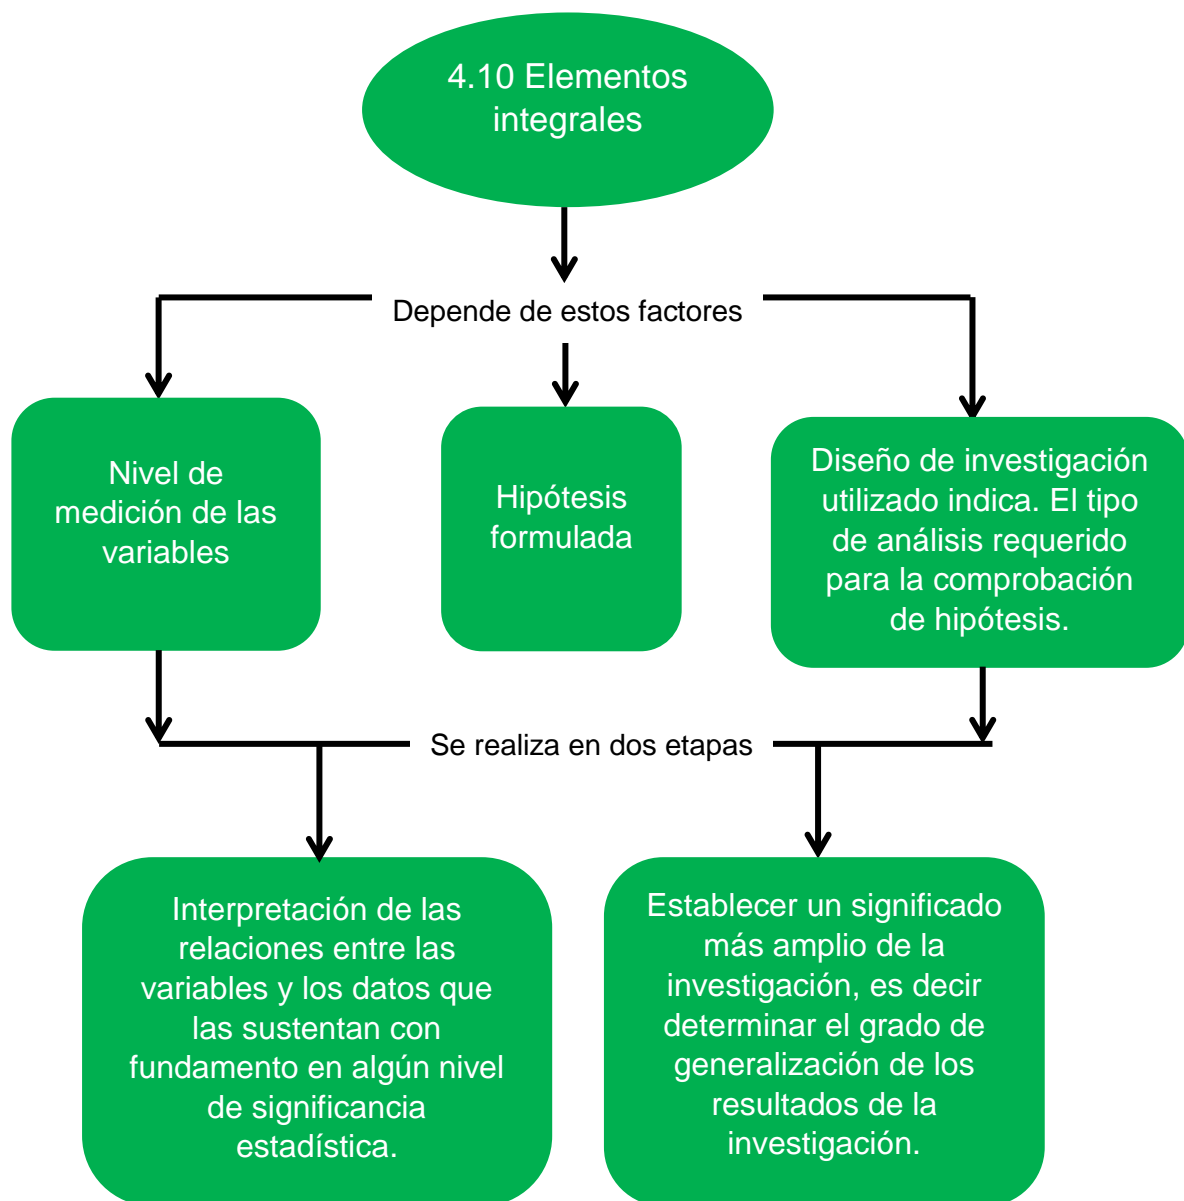 4.10 Elementos
integrales
Depende de estos factores
Nivel de
medición de las
variables
Hipótesis
formulada
Diseño de investigación
utilizado indica. El tipo
de análisis requerido
para la comprobación
de hipótesis.
Se realiza en dos etapas
Interpretación de las
relaciones entre las
variables y los datos que
las sustentan con
fundamento en algún nivel
de significancia
estadística.
Establecer un significado
más amplio de la
investigación, es decir
determinar el grado de
generalización de los
resultados de la
investigación.